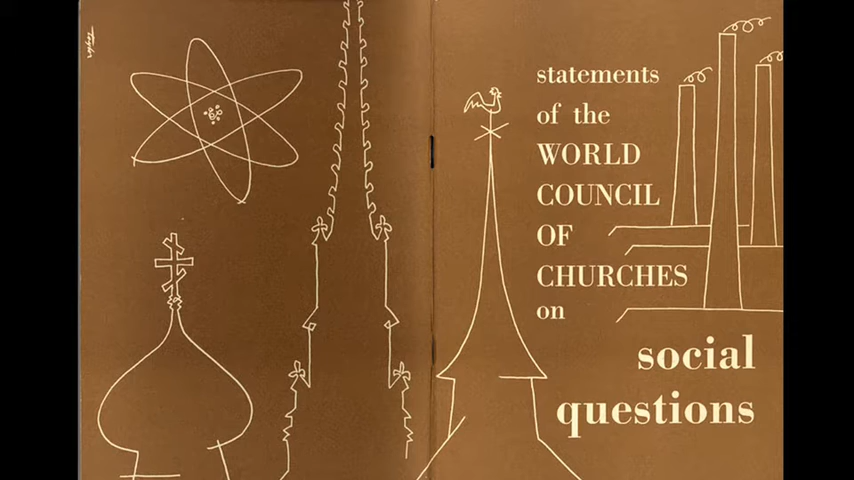 statements
of the
WORLD
COUNCIL
OF
CHURCHES
on
social
questions